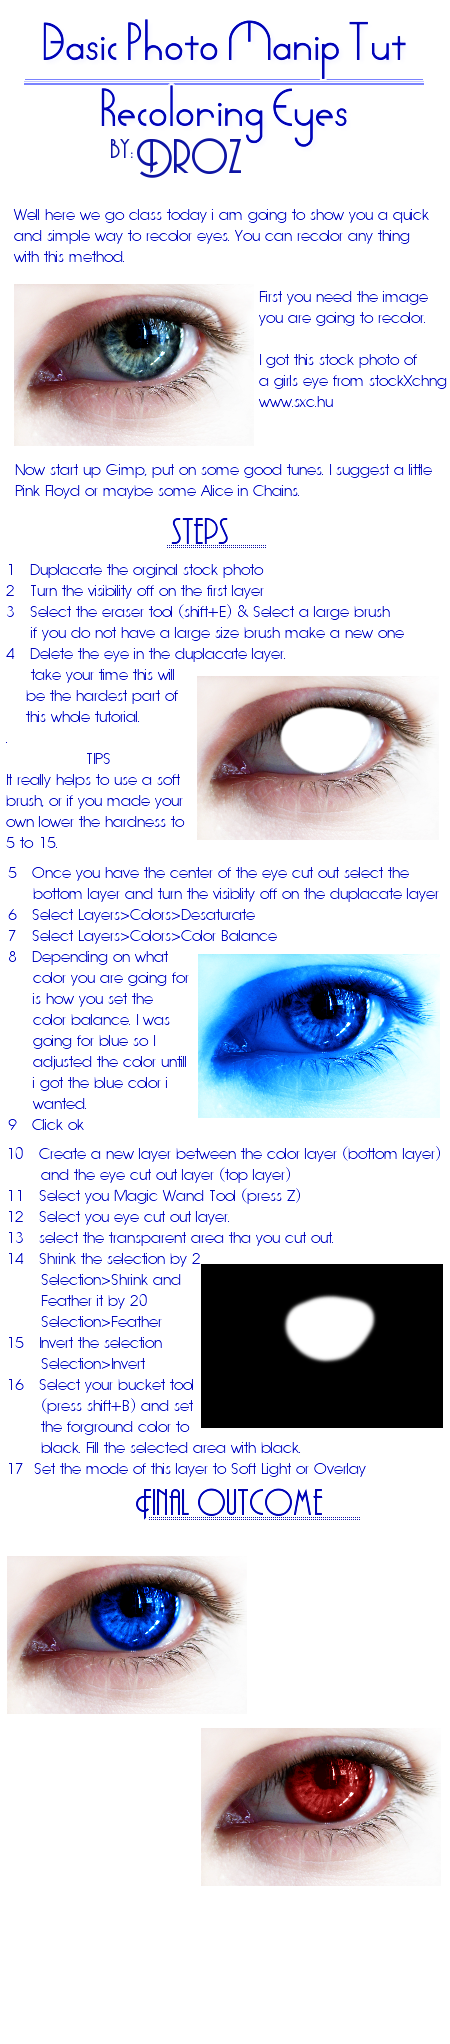 Basic Photo Manip Tut
Recoloring Eyes
BY: DROZ
Well here we go class today i am going to show you a quick
and simple way to recolor eyes. You can recolor any thing
with this method.
First you need the image
you are going to recolor.
I got this stock photo of
a girls eye from stockXchng
www.sxc.hu
Now start up Gimp, put on some good tunes. I suggest a little
Pink Floyd or maybe some Alice in Chains.
STEPS
1 Duplacate the orginal stock photo
2 Turn the visibility off on the first layer
3 Select the eraser tool (shift+E) & Select a large brush
if you do not have a large size brush make a new one
4 Delete the eye in the duplacate layer.
take your time this will
be the hardest part of
this whole tutorial.
.
TIPS
It really helps to use a soft
brush, or if you made your
own lower the hardness to
5 to 15.
5 Once you have the center of the eye cut out select the
bottom layer and turn the visiblity off on the duplacate layer
6 Select Layers>Colors>Desaturate
7 Select Layers>Colors>Color Balance
8 Depending on what
color you are going for
is how you set the
color balance. I was
going for blue so I
adjusted the color untill
i got the blue color i
wanted.
9 Click ok
10 Create a new layer between the color layer (bottom layer)
and the eye cut out layer (top layer)
11 Select you Magic Wand Tool (press Z)
12 Select you eye cut out layer.
13 select the transparent area tha you cut out.
14 Shrink the selection by 2
Selection>Shrink and
Feather it by 20
Selection>Feather
15 Invert the selection
Selection>Invert
16 Select your bucket tool
(press shift+B) and set
the forground color to
black. Fill the selected area with black.
17 Set the mode of this layer to Soft Light or Overlay
FINAL OUTCOME